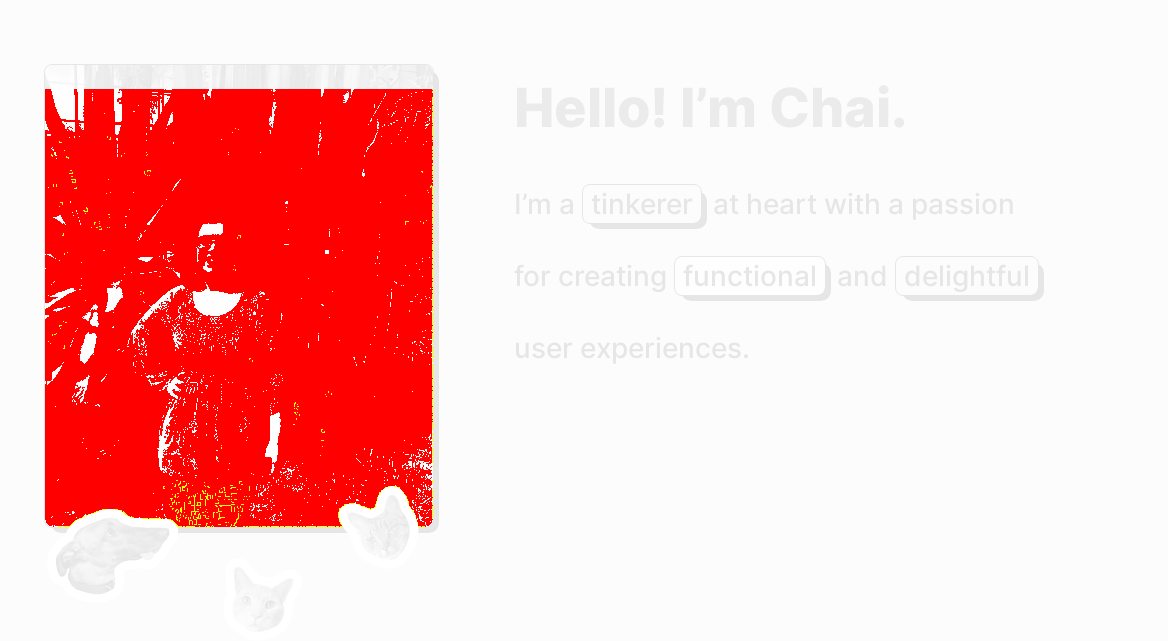 Hello! I’m Chai.
I’m a tinkerer at heart with a passion
for creating functional and delightful
user experiences.